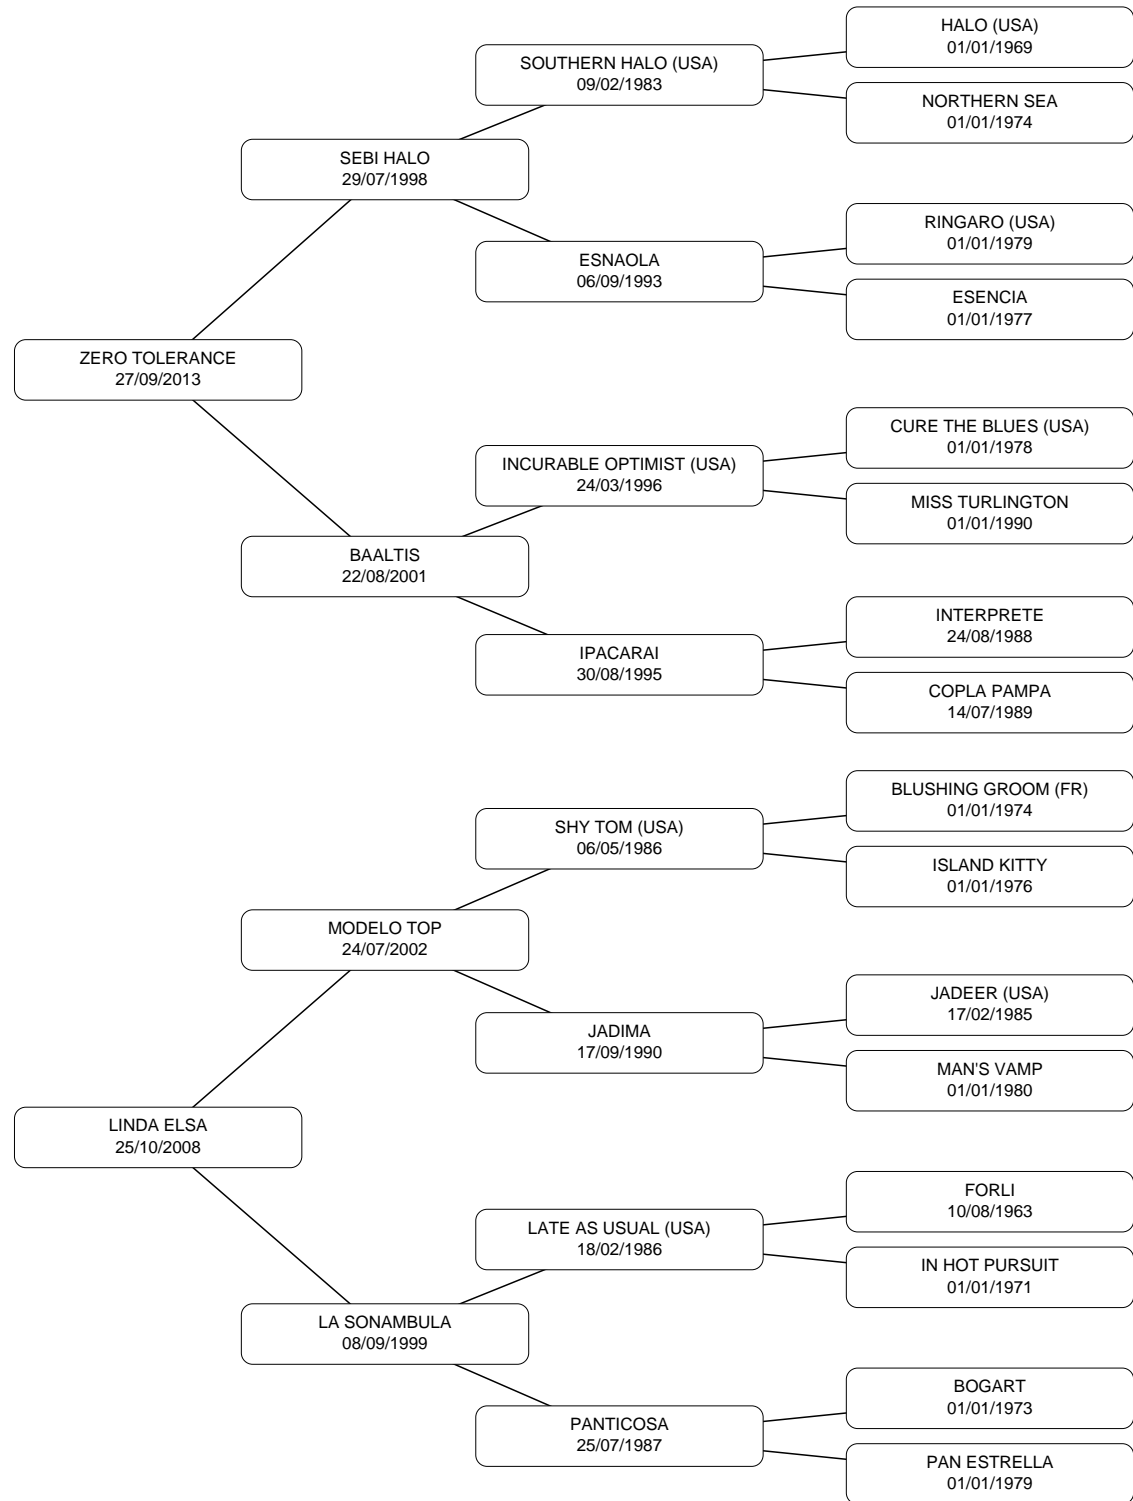 HALO (USA)
01/01/1969
SOUTHERN HALO (USA)
09/02/1983
NORTHERN SEA
01/01/1974
SEBI HALO
29/07/1998
RINGARO (USA)
01/01/1979
ESNAOLA
06/09/1993
ESENCIA
01/01/1977
ZERO TOLERANCE
27/09/2013
CURE THE BLUES (USA)
01/01/1978
INCURABLE OPTIMIST (USA)
24/03/1996
MISS TURLINGTON
01/01/1990
BAALTIS
22/08/2001
INTERPRETE
24/08/1988
IPACARAI
30/08/1995
COPLA PAMPA
14/07/1989
BLUSHING GROOM (FR)
01/01/1974
SHY TOM (USA)
06/05/1986
ISLAND KITTY
01/01/1976
MODELO TOP
24/07/2002
JADEER (USA)
17/02/1985
JADIMA
17/09/1990
MAN'S VAMP
01/01/1980
LINDA ELSA
25/10/2008
FORLI
10/08/1963
LATE AS USUAL (USA)
18/02/1986
IN HOT PURSUIT
01/01/1971
LA SONAMBULA
08/09/1999
BOGART
01/01/1973
PANTICOSA
25/07/1987
PAN ESTRELLA
01/01/1979